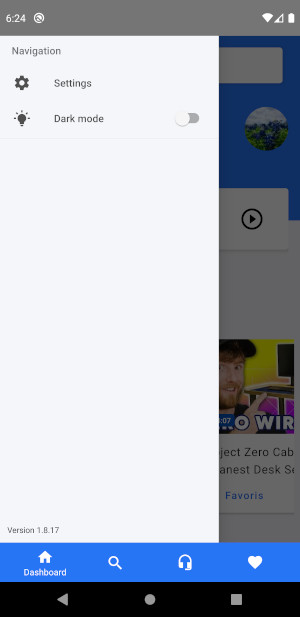 6:24
Navigation
Settings
Dark mode
:07
O WIR
ject Zero Cab
anest Desk S
Favoris
Version 1.8.17
Dashboard